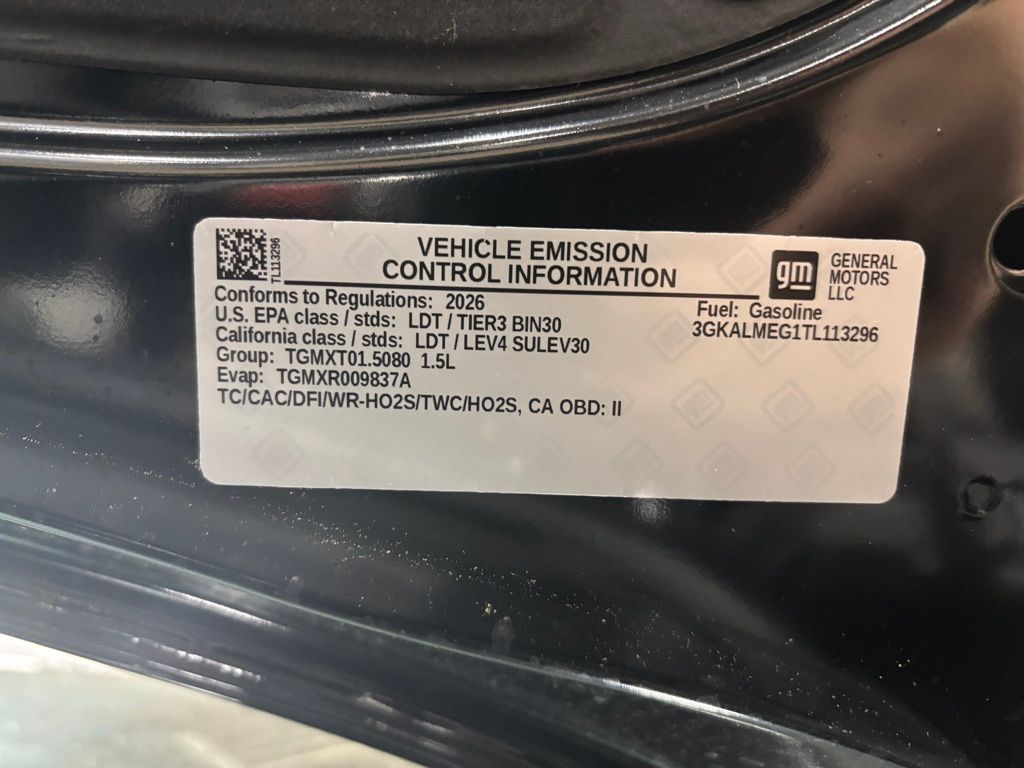 VEHICLE EMISSION
CONTROL INFORMATION
TL113296
gm
GENERAL
MOTORS
LLC
Conforms to Regulations: 2026
Fuel: Gasoline
U.S. EPA class / stds: LDT / TIER3 BIN30
3GKALMEG1TL113296
California class / stds: LDT / LEV4 SULEV30
Group: TGMXT01.5080 1.5L
Evap: TGMXR009837A
TC/CAC/DFI/WR-HO2S/TWC/HO2S, CA OBD: II